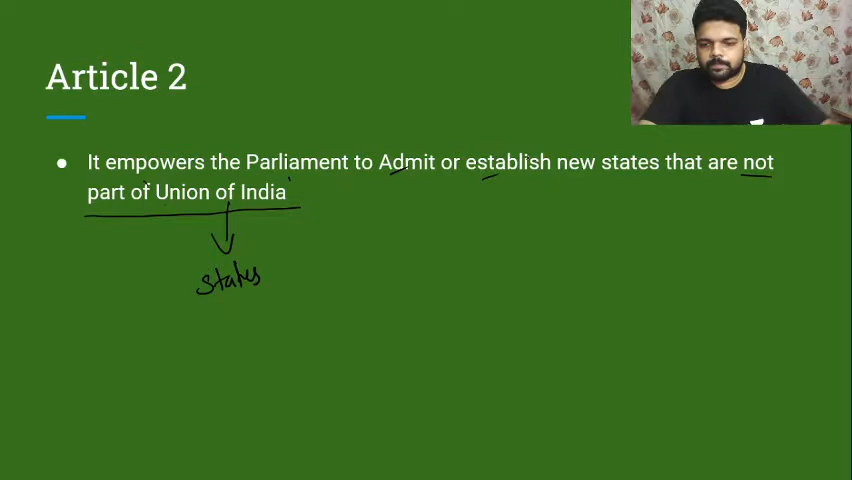 Article 2
● It empowers the Parliament to Admit or establish new states that are not
part of Union of India
states